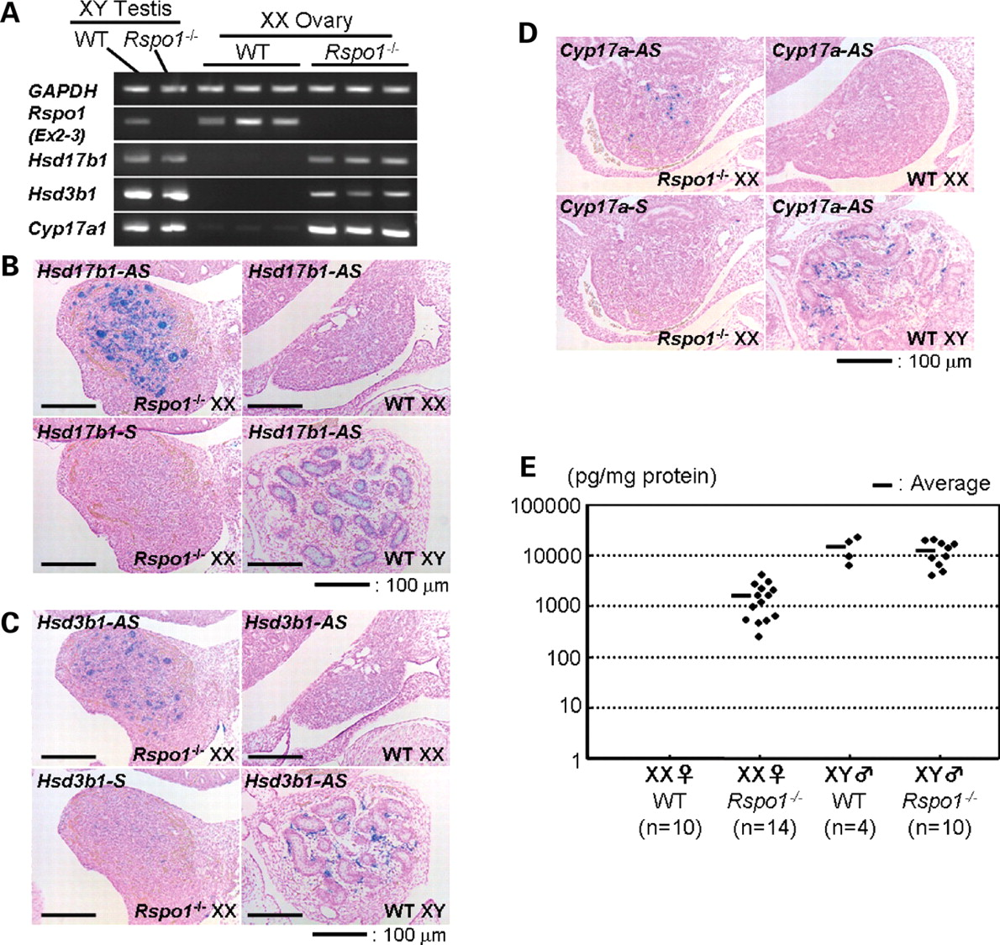 A
XY Testis
WT Rspo1-/-
XX Ovary
WT Rspo1-/-
GAPDH
Rspo1
(Ex2-3)
Hsd17b1
Hsd3b1
Cyp17a1
B
Hsd17b1-AS
Rspo1-/- XX
Hsd17b1-AS
WT XX
Hsd17b1-S
Rspo1-/- XX
Hsd17b1-AS
WT XY
: 100 μm
C
Hsd3b1-AS
Rspo1-/- XX
Hsd3b1-AS
WT XX
Hsd3b1-S
Rspo1-/- XX
Hsd3b1-AS
WT XY
: 100 μm
D
Cyp17a-AS
Rspo1-/- XX
Cyp17a-AS
WT XX
Cyp17a-S
Rspo1-/- XX
Cyp17a-AS
WT XY
: 100 μm
E
(pg/mg protein)
: Average
100000
10000
1000
100
10
1
XX♀ XX♀ XY♂ XY♂
WT Rspo1-/- WT Rspo1-/-
(n=10) (n=14) (n=4) (n=10)